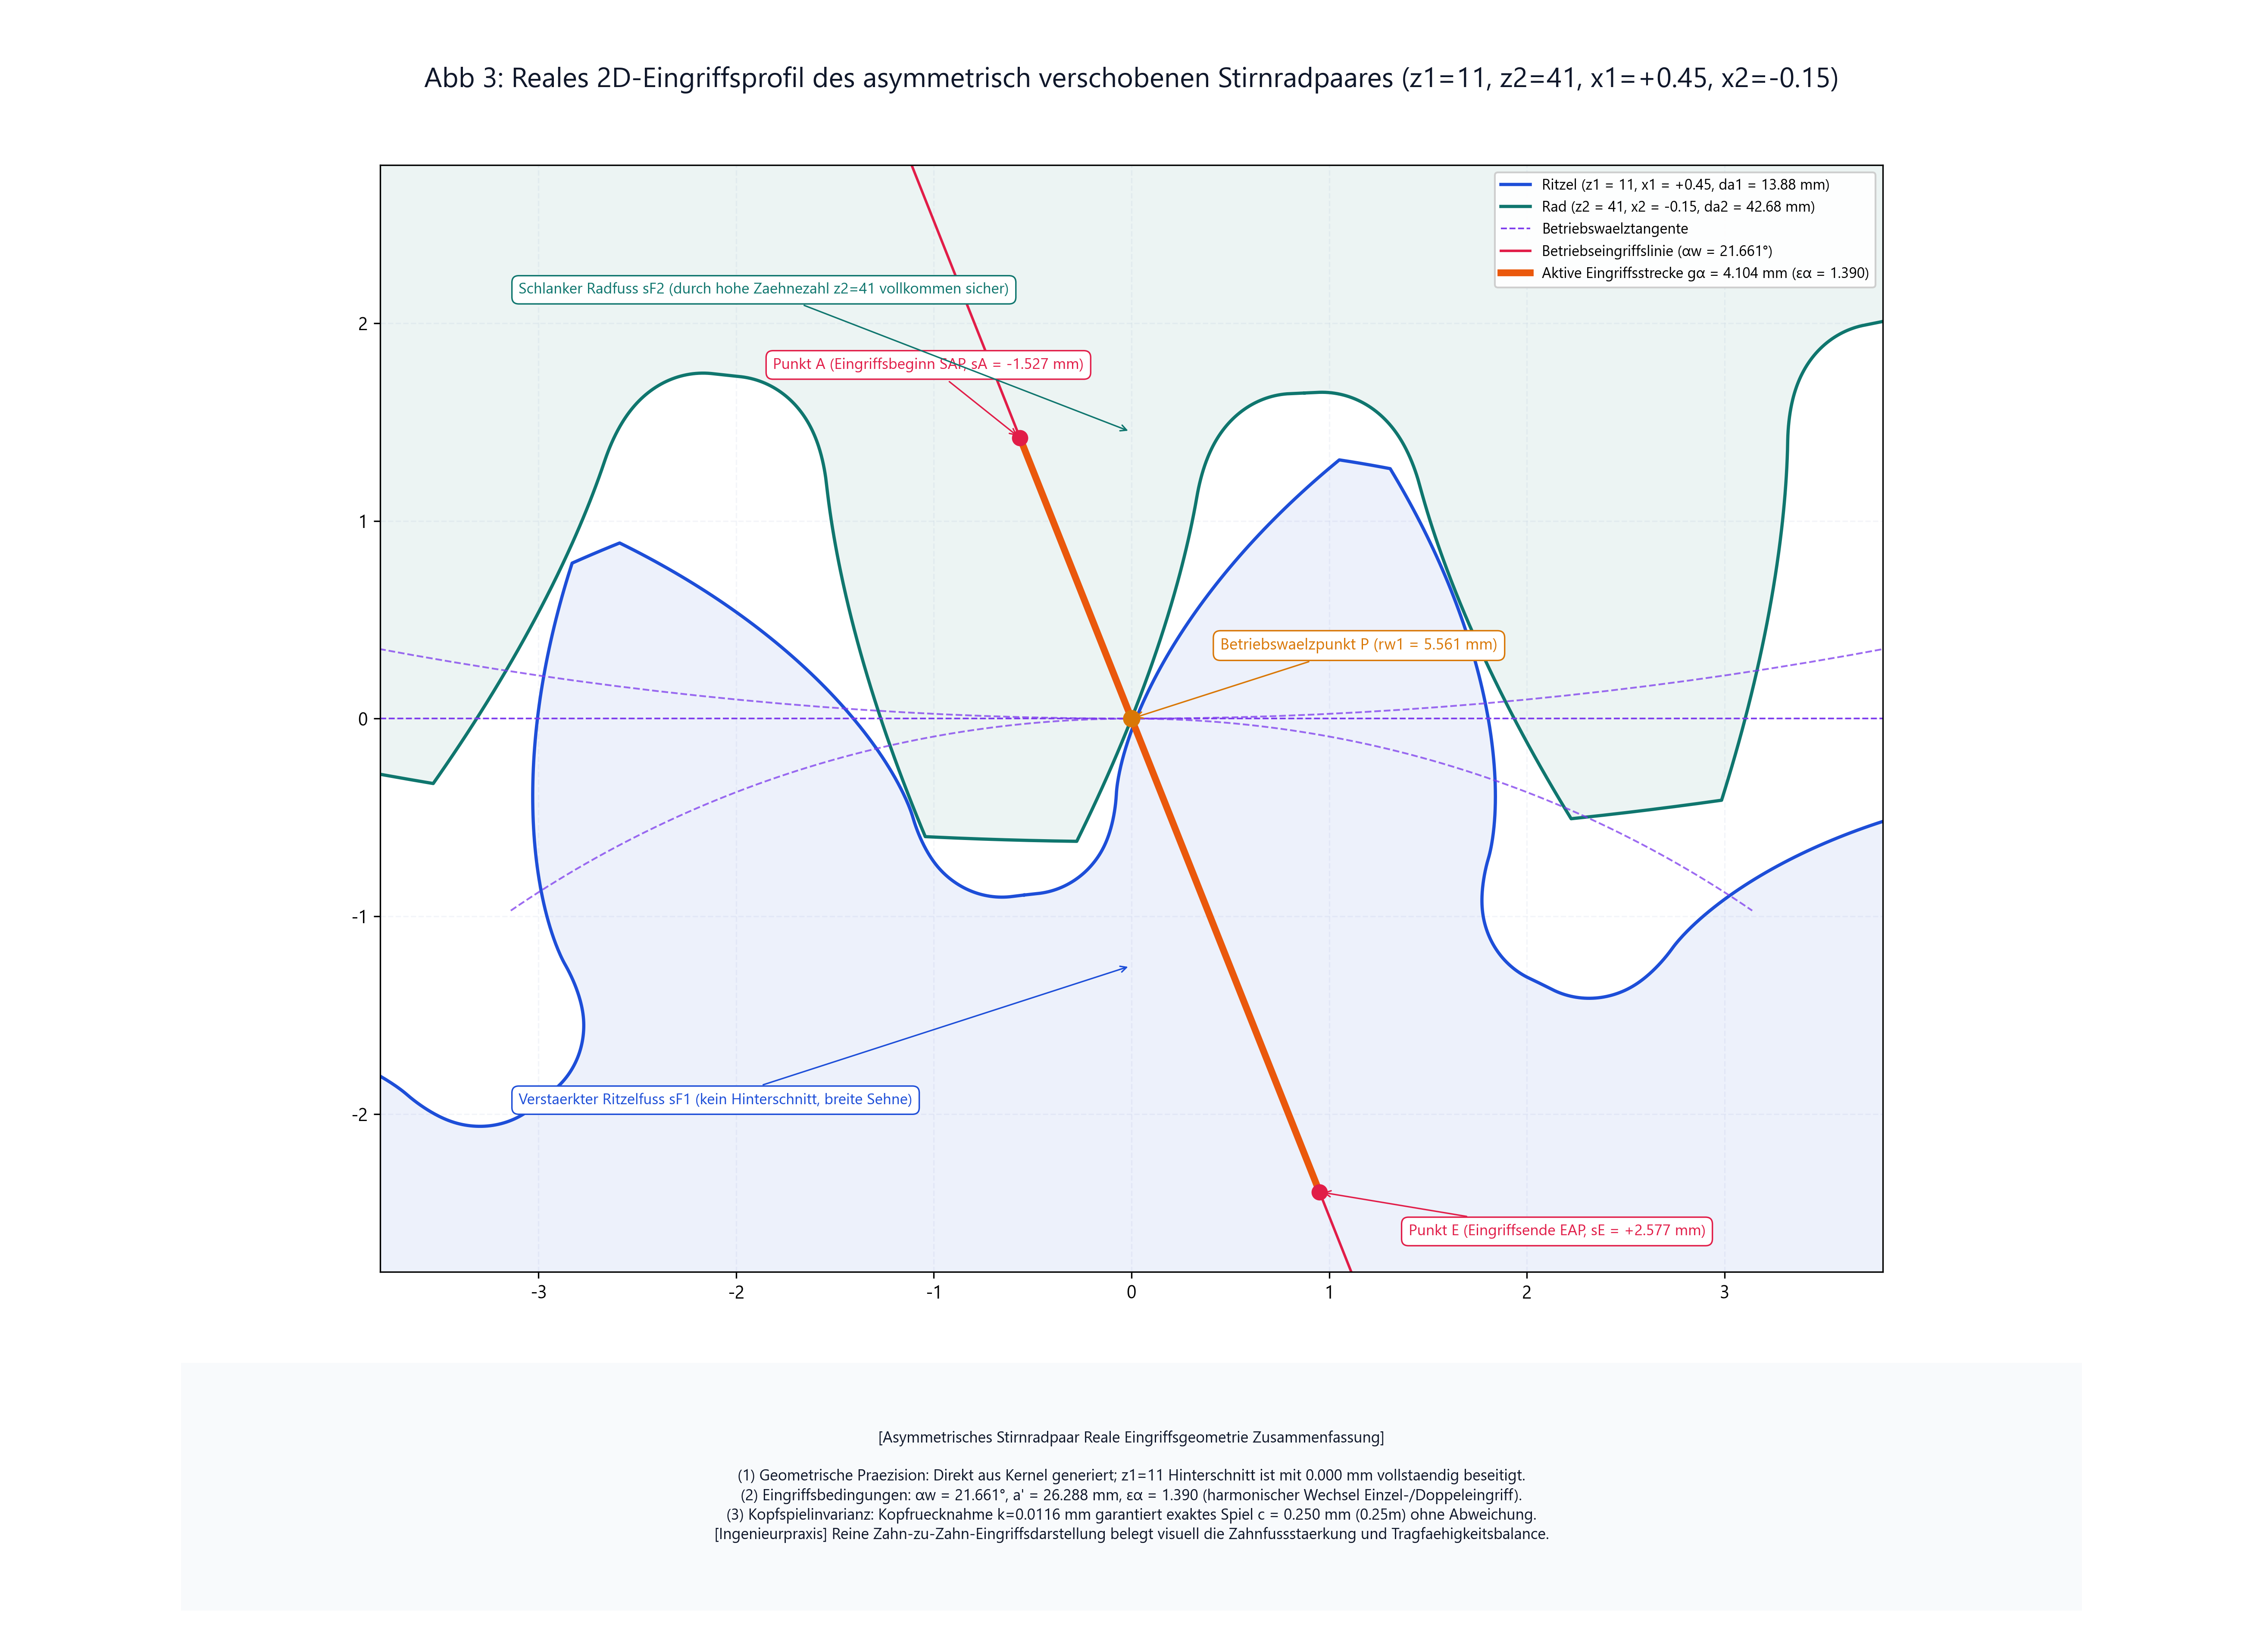 Abb 3: Reales 2D-Eingriffsprofil des asymmetrisch verschobenen Stirnradpaares (z1=11, z2=41, x1=+0.45, x2=-0.15)
Ritzel (z1 = 11, x1 = +0.45, da1 = 13.88 mm)
Rad (z2 = 41, x2 = -0.15, da2 = 42.68 mm)
Betriebswaelztangente
Betriebseingriffslinie (αw = 21.661°)
Aktive Eingriffsstrecke gα = 4.104 mm (εα = 1.390)
Schlanker Radfuss sF2 (durch hohe Zaehnezahl z2=41 vollkommen sicher)
Punkt A (Eingriffsbeginn SAP, sA = -1.527 mm)
Betriebswaelzpunkt P (rw1 = 5.561 mm)
Verstaerkter Ritzelfuss sF1 (kein Hinterschnitt, breite Sehne)
Punkt E (Eingriffsende EAP, sE = +2.577 mm)
2
1
0
-1
-2
-3 -2 -1 0 1 2 3
[Asymmetrisches Stirnradpaar Reale Eingriffsgeometrie Zusammenfassung]
(1) Geometrische Praezision: Direkt aus Kernel generiert; z1=11 Hinterschnitt ist mit 0.000 mm vollstaendig beseitigt.
(2) Eingriffsbedingungen: αw = 21.661°, a' = 26.288 mm, εα = 1.390 (harmonischer Wechsel Einzel-/Doppeleingriff).
(3) Kopfspielinvarianz: Kopfruecknahme k=0.0116 mm garantiert exaktes Spiel c = 0.250 mm (0.25m) ohne Abweichung.
[Ingenieurpraxis] Reine Zahn-zu-Zahn-Eingriffsdarstellung belegt visuell die Zahnfussstaerkung und Tragfaehigkeitsbalance.